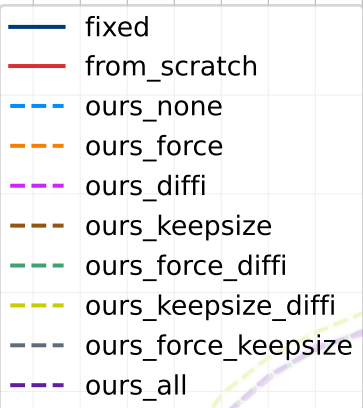 fixed
from_scratch
ours_none
ours_force
ours_diffi
ours_keepsize
ours_force_diffi
ours_keepsize_diffi
ours_force_keepsize
ours_all